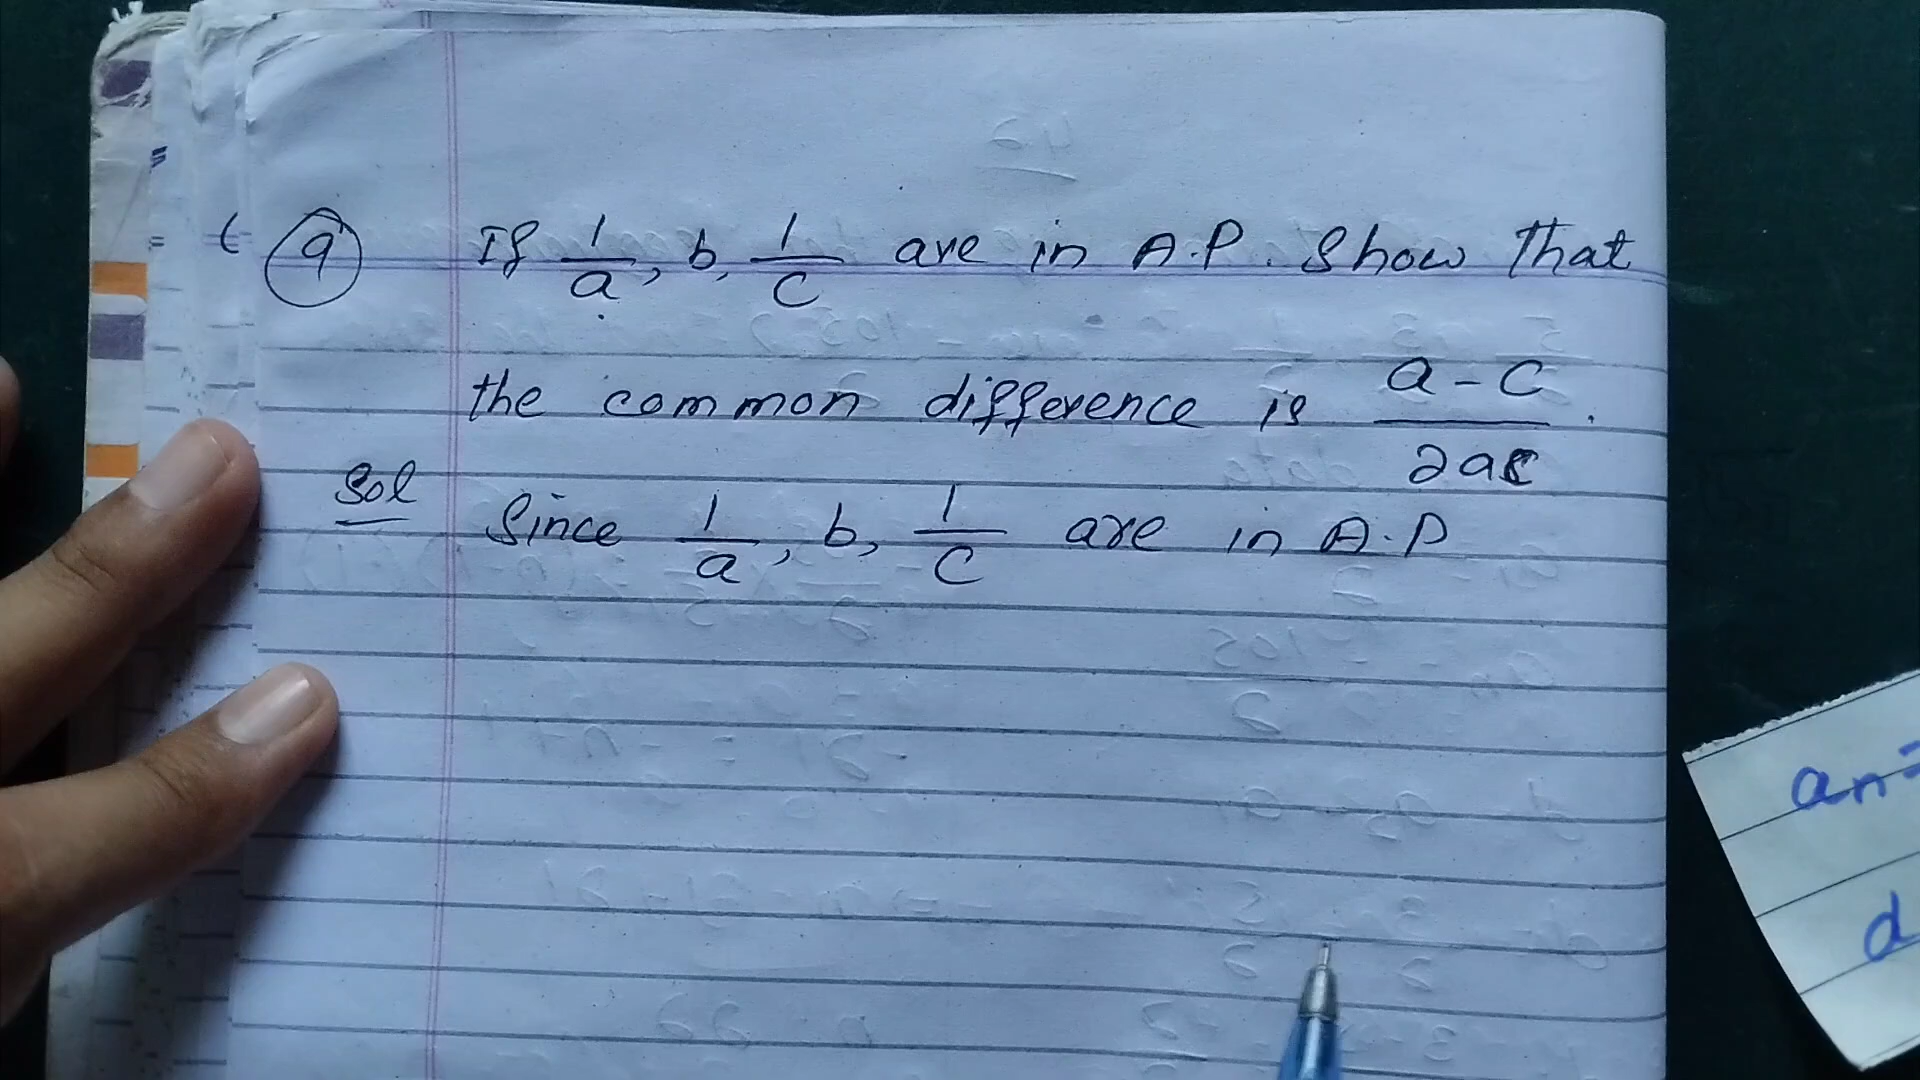 ( 9 If 1/a, b, 1/c are in A.P. Show that
the common difference is a-c/2ac.
Sol Since 1/a, b, 1/c are in A.P
an=
d